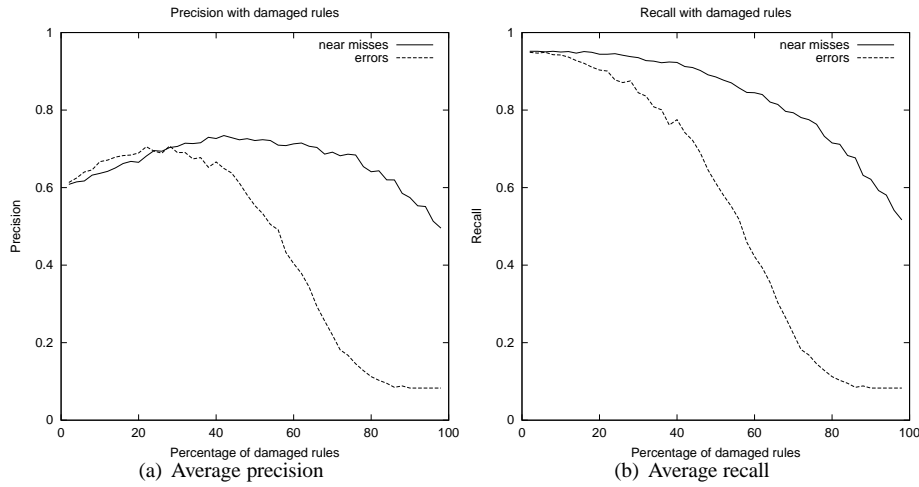 Precision with damaged rules
1
0.8
0.6
0.4
0.2
0
Precision
near misses
errors
0 20 40 60 80 100
Percentage of damaged rules
(a) Average precision
Recall with damaged rules
1
0.8
0.6
0.4
0.2
0
Recall
near misses
errors
0 20 40 60 80 100
Percentage of damaged rules
(b) Average recall